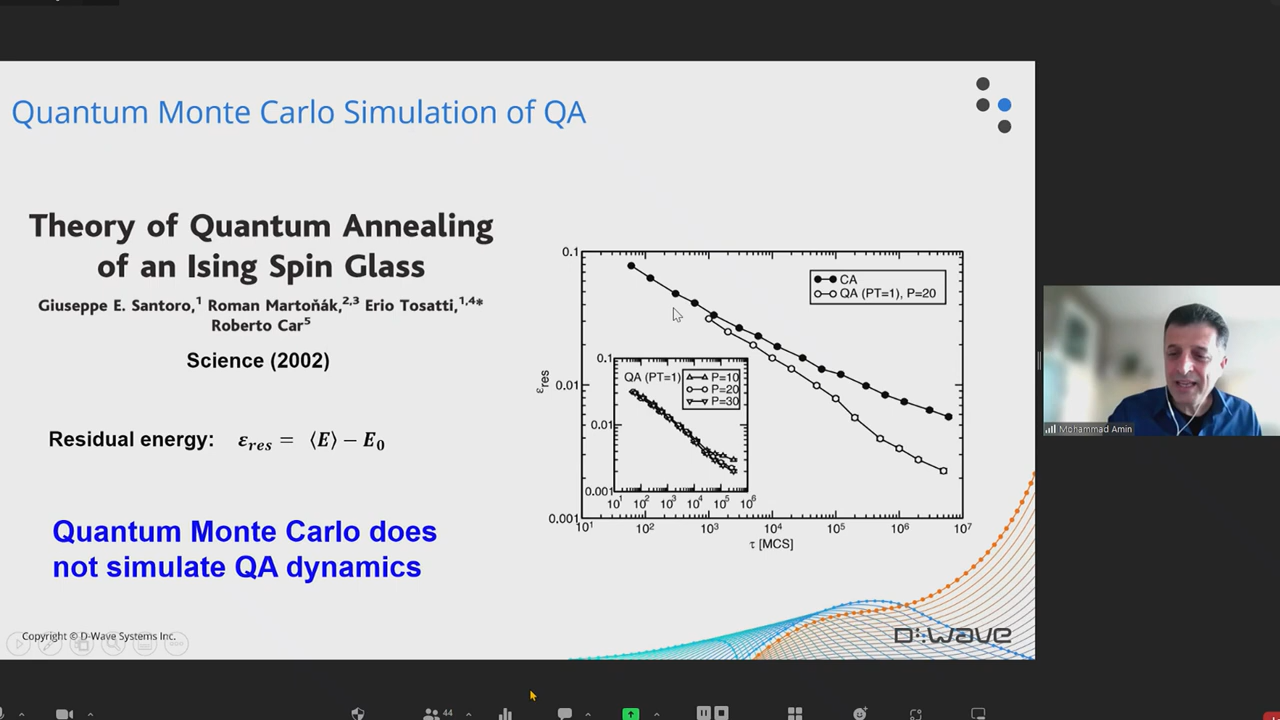 Quantum Monte Carlo Simulation of QA
Theory of Quantum Annealing
of an Ising Spin Glass
Giuseppe E. Santoro,¹ Roman Martoňák,²,³ Erio Tosatti,¹,⁴*
Roberto Car⁵
Science (2002)
Residual energy: εres = ⟨E⟩ − E₀
Quantum Monte Carlo does
not simulate QA dynamics
Copyright © D-Wave Systems Inc.
0.1
0.01
0.001
εres
CA
QA (PT=1), P=20
0.1
0.01
0.001
QA (PT=1)
P=10
P=20
P=30
10¹ 10² 10³ 10⁴ 10⁵ 10⁶
10¹ 10² 10³ 10⁴ 10⁵ 10⁶ 10⁷
τ [MCS]
D:wave
Mohammad Amin
44